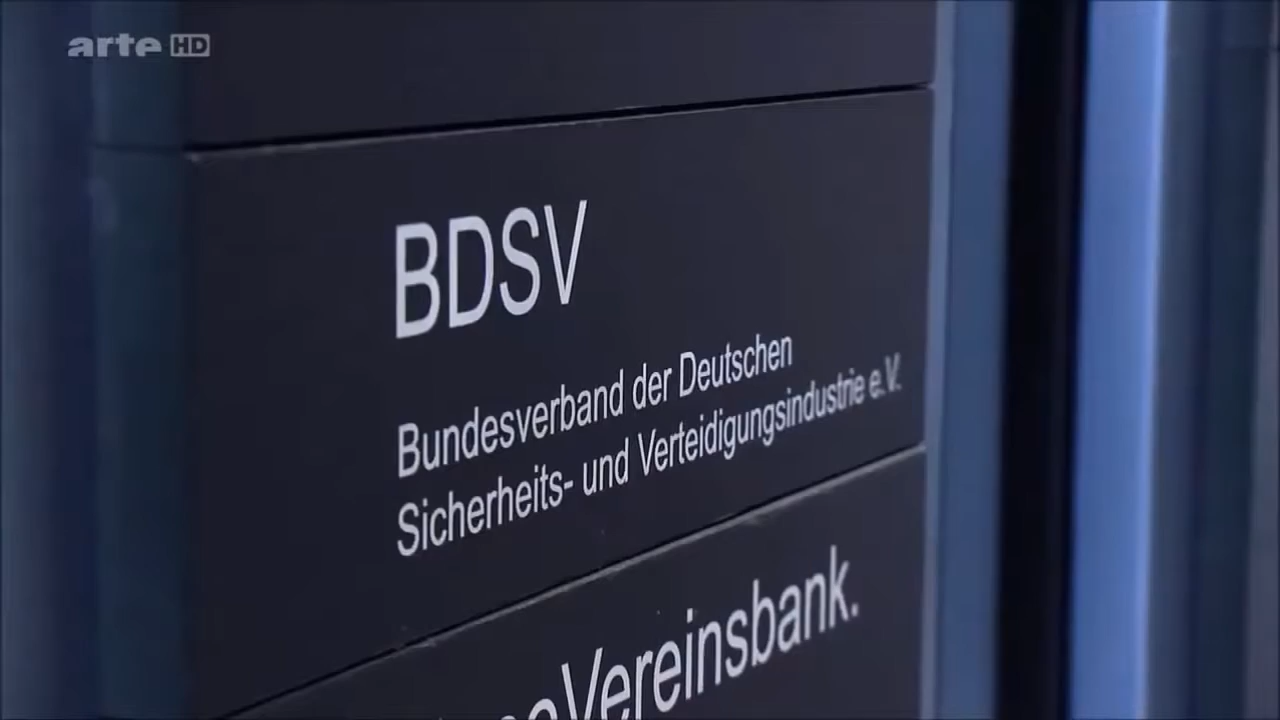 arte HD
BDSV
Bundesverband der Deutschen
Sicherheits- und Verteidigungsindustrie e.V.
Vereinsbank.